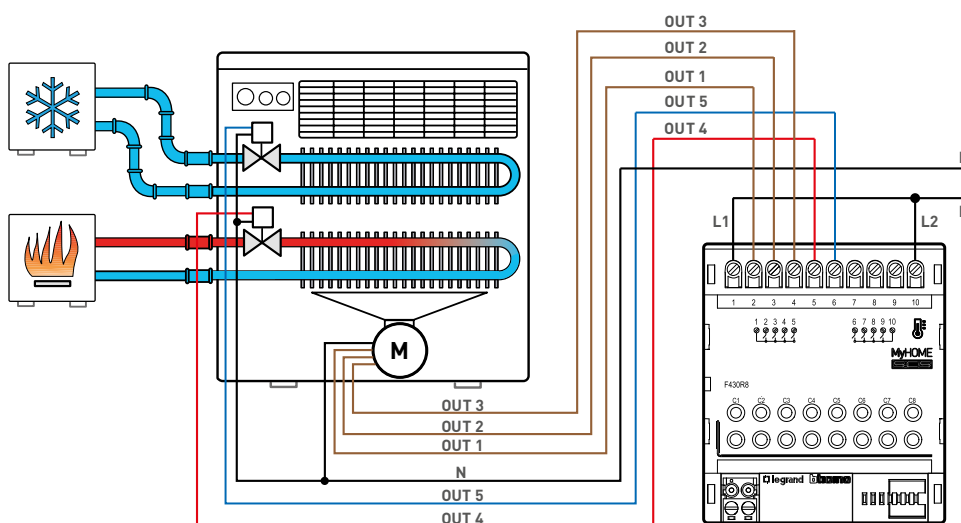 OUT 3
OUT 2
OUT 1
OUT 5
OUT 4
L1
L2
1 2 3 4 5 6 7 8 9 10
1 2 3 4 5
6 7 8 9 10
MyHOME
SCS
F430R8
C1 C2 C3 C4 C5 C6 C7 C8
legrand bticino
M
OUT 3
OUT 2
OUT 1
N
OUT 5
OUT 4